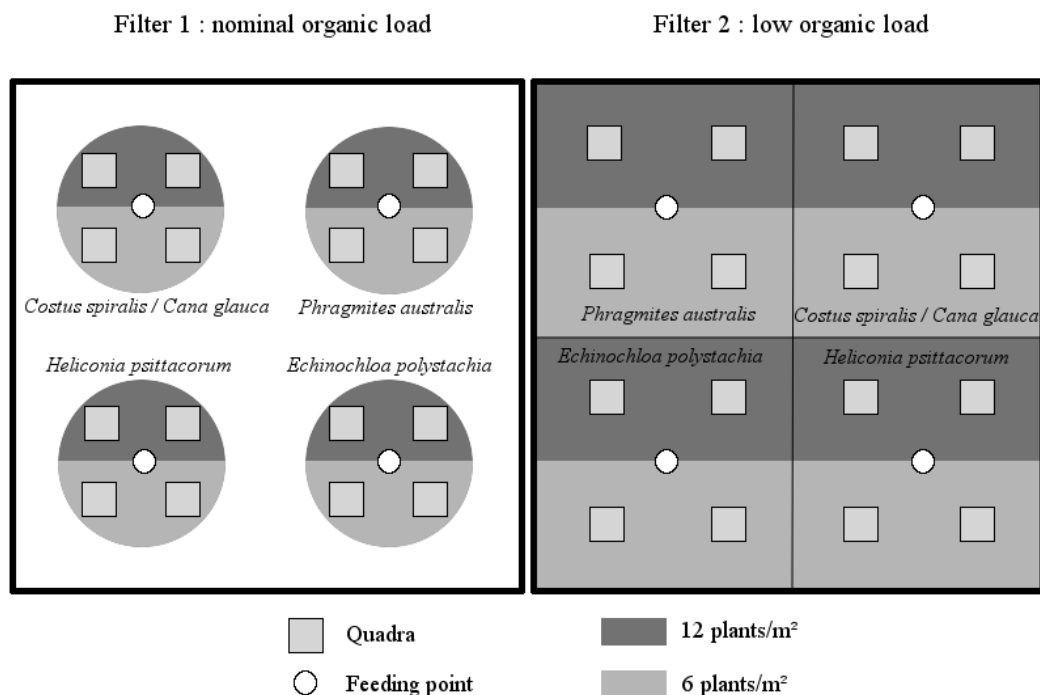 Filter 1 : nominal organic load
Filter 2 : low organic load
Costus spiralis / Cana glauca
Phragmites australis
Heliconia psittacorum
Echinochloa polystachia
Phragmites australis
Costus spiralis / Cana glauca
Echinochloa polystachia
Heliconia psittacorum
Quadra
12 plants/m²
Feeding point
6 plants/m²